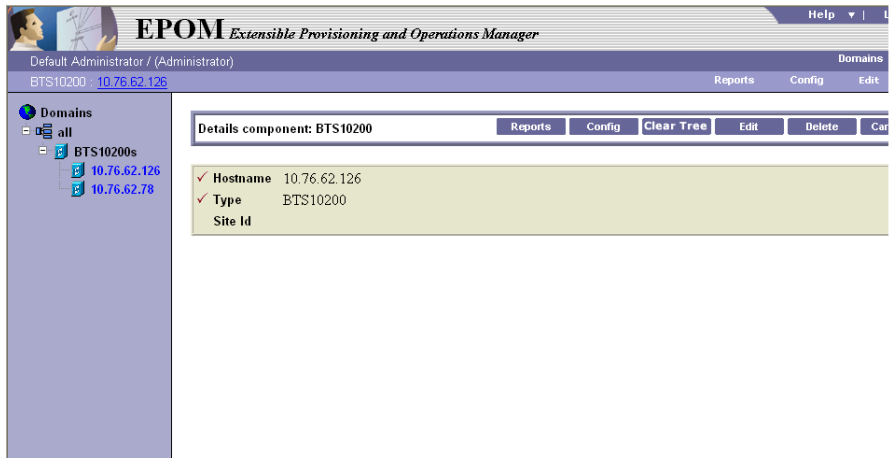 Help ▼ |
EPOM Extensible Provisioning and Operations Manager
Default Administrator / (Administrator)
Domains
BTS10200 : 10.76.62.126
Reports Config Edit
Domains
all
BTS10200s
10.76.62.126
10.76.62.78
Details component: BTS10200
Reports Config Clear Tree Edit Delete
Hostname 10.76.62.126
Type BTS10200
Site Id